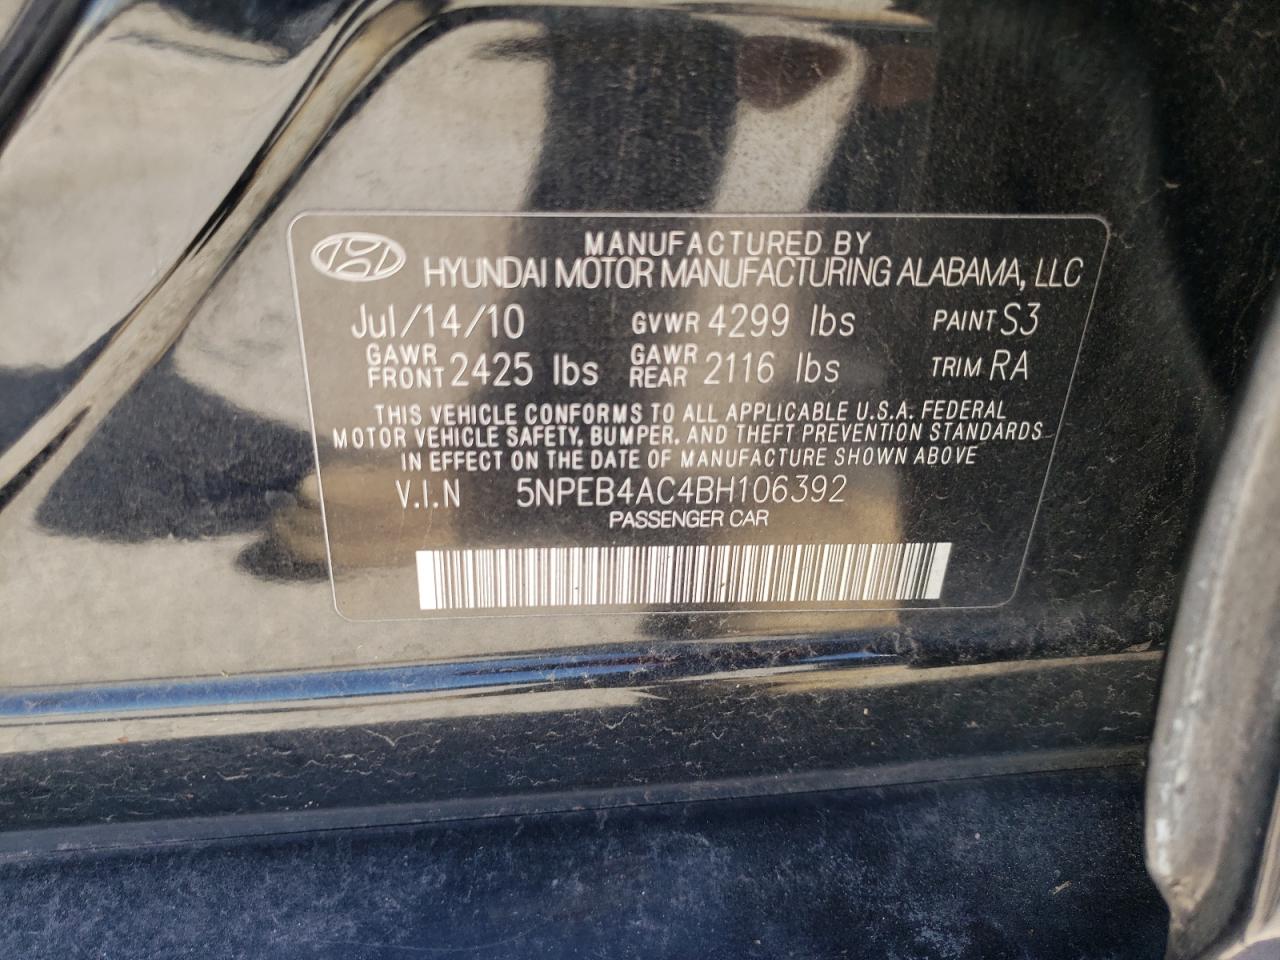 MANUFACTURED BY
HYUNDAI MOTOR MANUFACTURING ALABAMA, LLC
Jul/14/10 GVWR 4299 lbs PAINT S3
GAWR FRONT 2425 lbs GAWR REAR 2116 lbs TRIM RA
THIS VEHICLE CONFORMS TO ALL APPLICABLE U.S.A. FEDERAL
MOTOR VEHICLE SAFETY, BUMPER, AND THEFT PREVENTION STANDARDS
IN EFFECT ON THE DATE OF MANUFACTURE SHOWN ABOVE
V.I.N 5NPEB4AC4BH106392
PASSENGER CAR